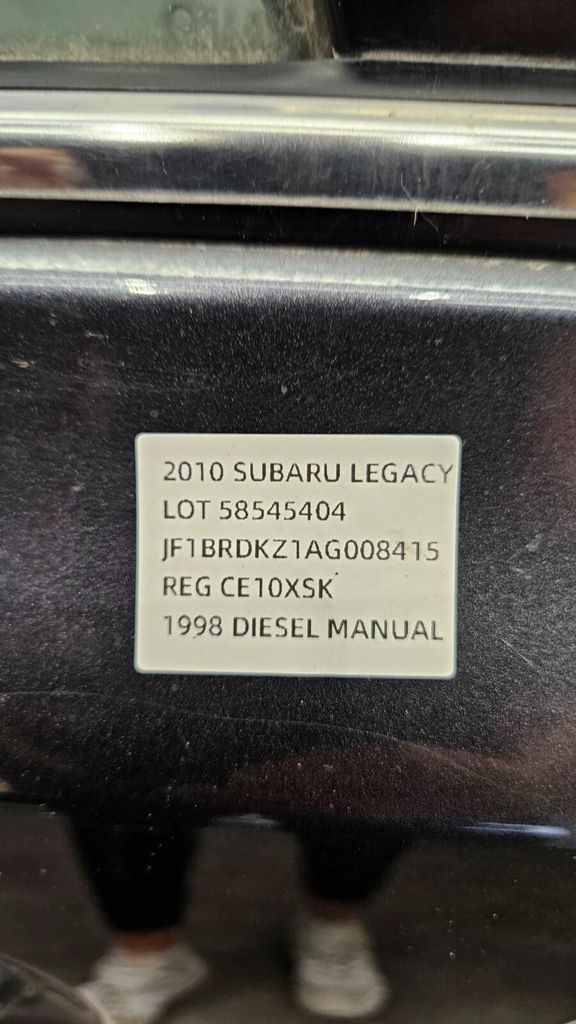 2010 SUBARU LEGACY
LOT 58545404
JF1BRDKZ1AG008415
REG CE10XSK
1998 DIESEL MANUAL